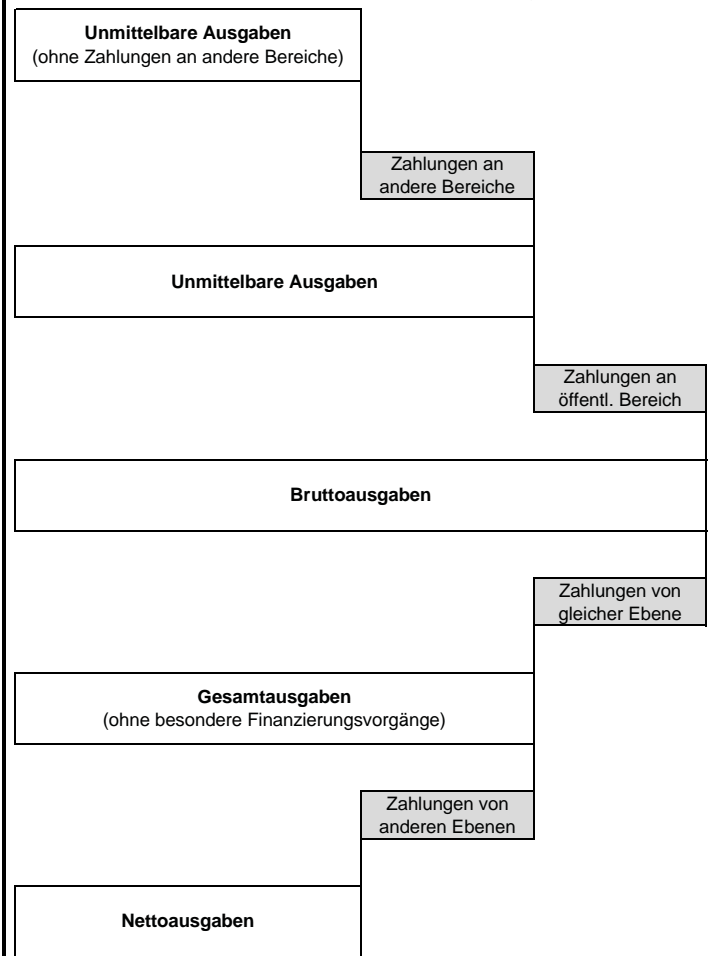 Unmittelbare Ausgaben
(ohne Zahlungen an andere Bereiche)
Zahlungen an
andere Bereiche
Unmittelbare Ausgaben
Zahlungen an
öffentl. Bereich
Bruttoausgaben
Zahlungen von
gleicher Ebene
Gesamtausgaben
(ohne besondere Finanzierungsvorgänge)
Zahlungen von
anderen Ebenen
Nettoausgaben